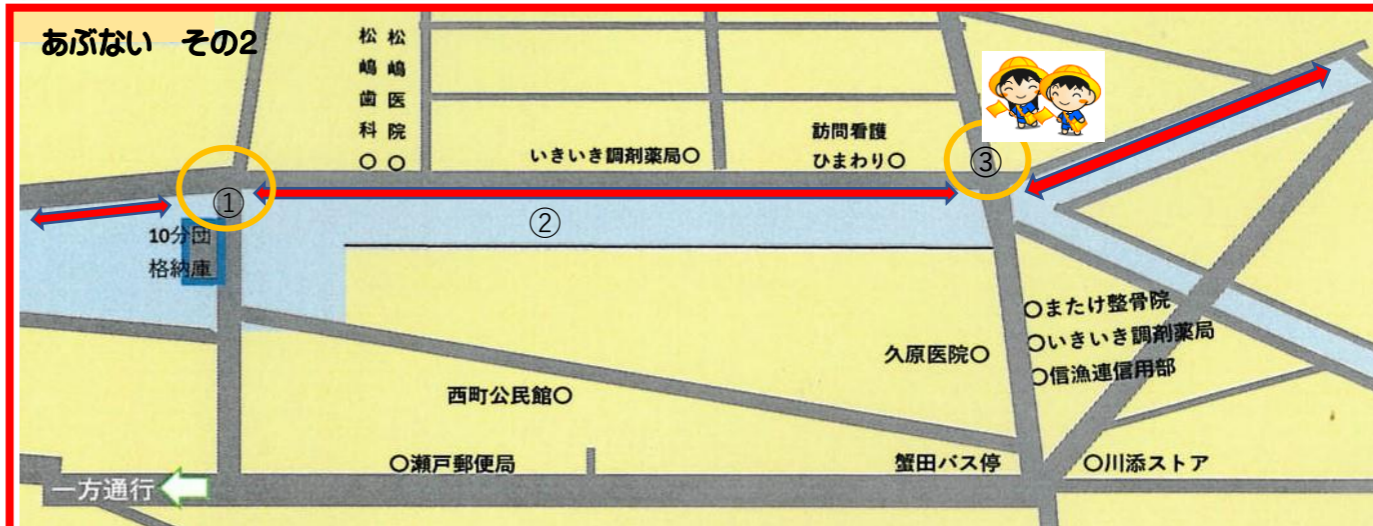 あぶない その2
松嶋歯科○
松嶋医院○
いきいき調剤薬局○
訪問看護
ひまわり○
①
②
③
10分団
格納庫
○またけ整骨院
○いきいき調剤薬局
○信漁連信用部
久原医院○
西町公民館○
○瀬戸郵便局
蟹田バス停
○川添ストア
一方通行